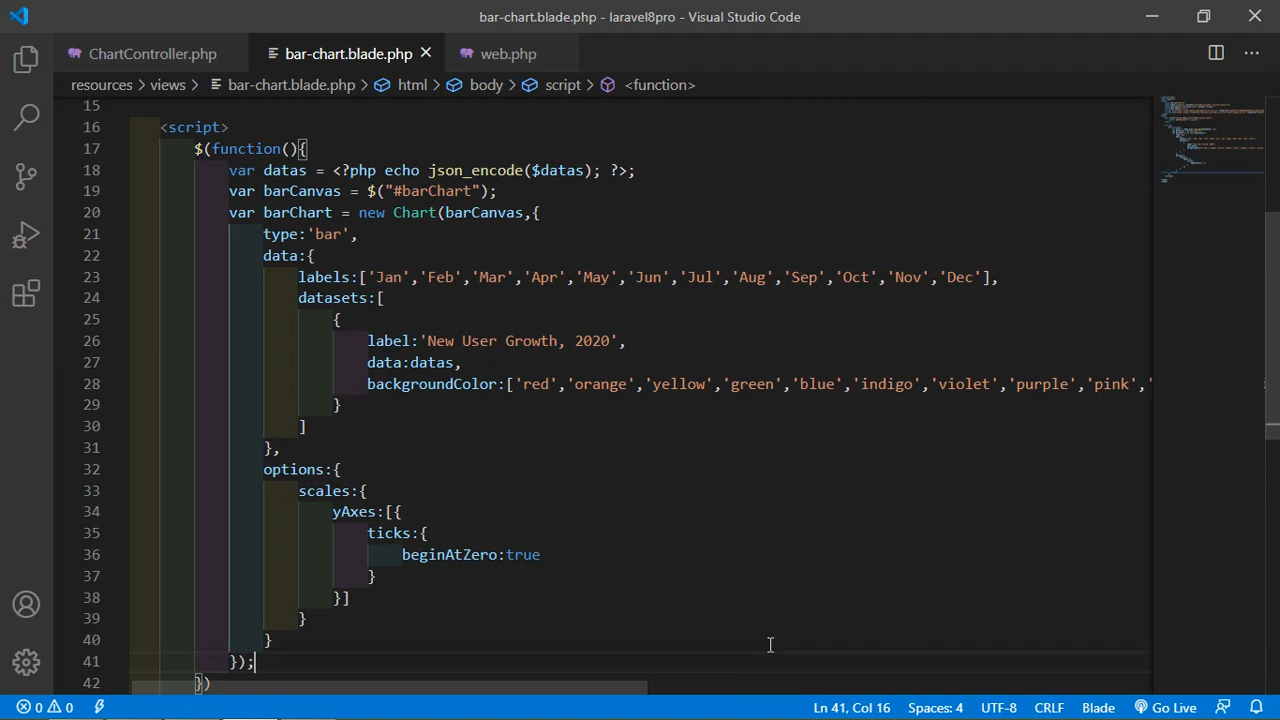 bar-chart.blade.php - laravel8pro - Visual Studio Code
ChartController.php bar-chart.blade.php web.php
resources > views > bar-chart.blade.php > html > body > script > <function>
15
16 <script>
17 $(function(){
18 var datas = <?php echo json_encode($datas); ?>;
19 var barCanvas = $("#barChart");
20 var barChart = new Chart(barCanvas,{
21 type:'bar',
22 data:{
23 labels:['Jan','Feb','Mar','Apr','May','Jun','Jul','Aug','Sep','Oct','Nov','Dec'],
24 datasets:[
25 {
26 label:'New User Growth, 2020',
27 data:datas,
28 backgroundColor:['red','orange','yellow','green','blue','indigo','violet','purple','pink','
29 }
30 ]
31 },
32 options:{
33 scales:{
34 yAxes:[{
35 ticks:{
36 beginAtZero:true
37 }
38 }]
39 }
40 }
41 });
42 })
0 0 Ln 41, Col 16 Spaces: 4 UTF-8 CRLF Blade Go Live